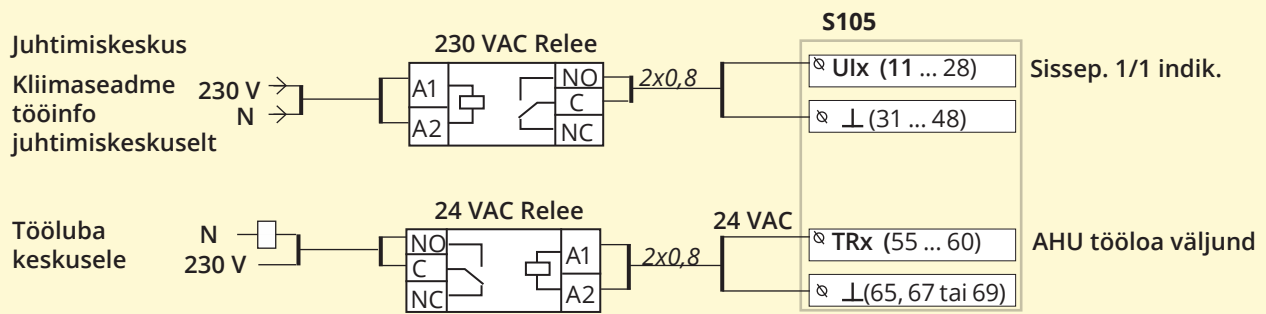 S105
Juhtimiskeskus
230 VAC Relee
Kliimaseadme
tööinfo
juhtimiskeskuselt
230 V
N
A1
A2
NO
C
NC
2x0,8
UIx (11 ... 28)
⊥ (31 ... 48)
Sissep. 1/1 indik.
Tööluba
keskusele
N
230 V
24 VAC Relee
NO
C
NC
A1
A2
2x0,8
24 VAC
TRx (55 ... 60)
⊥(65, 67 tai 69)
AHU tööloa väljund